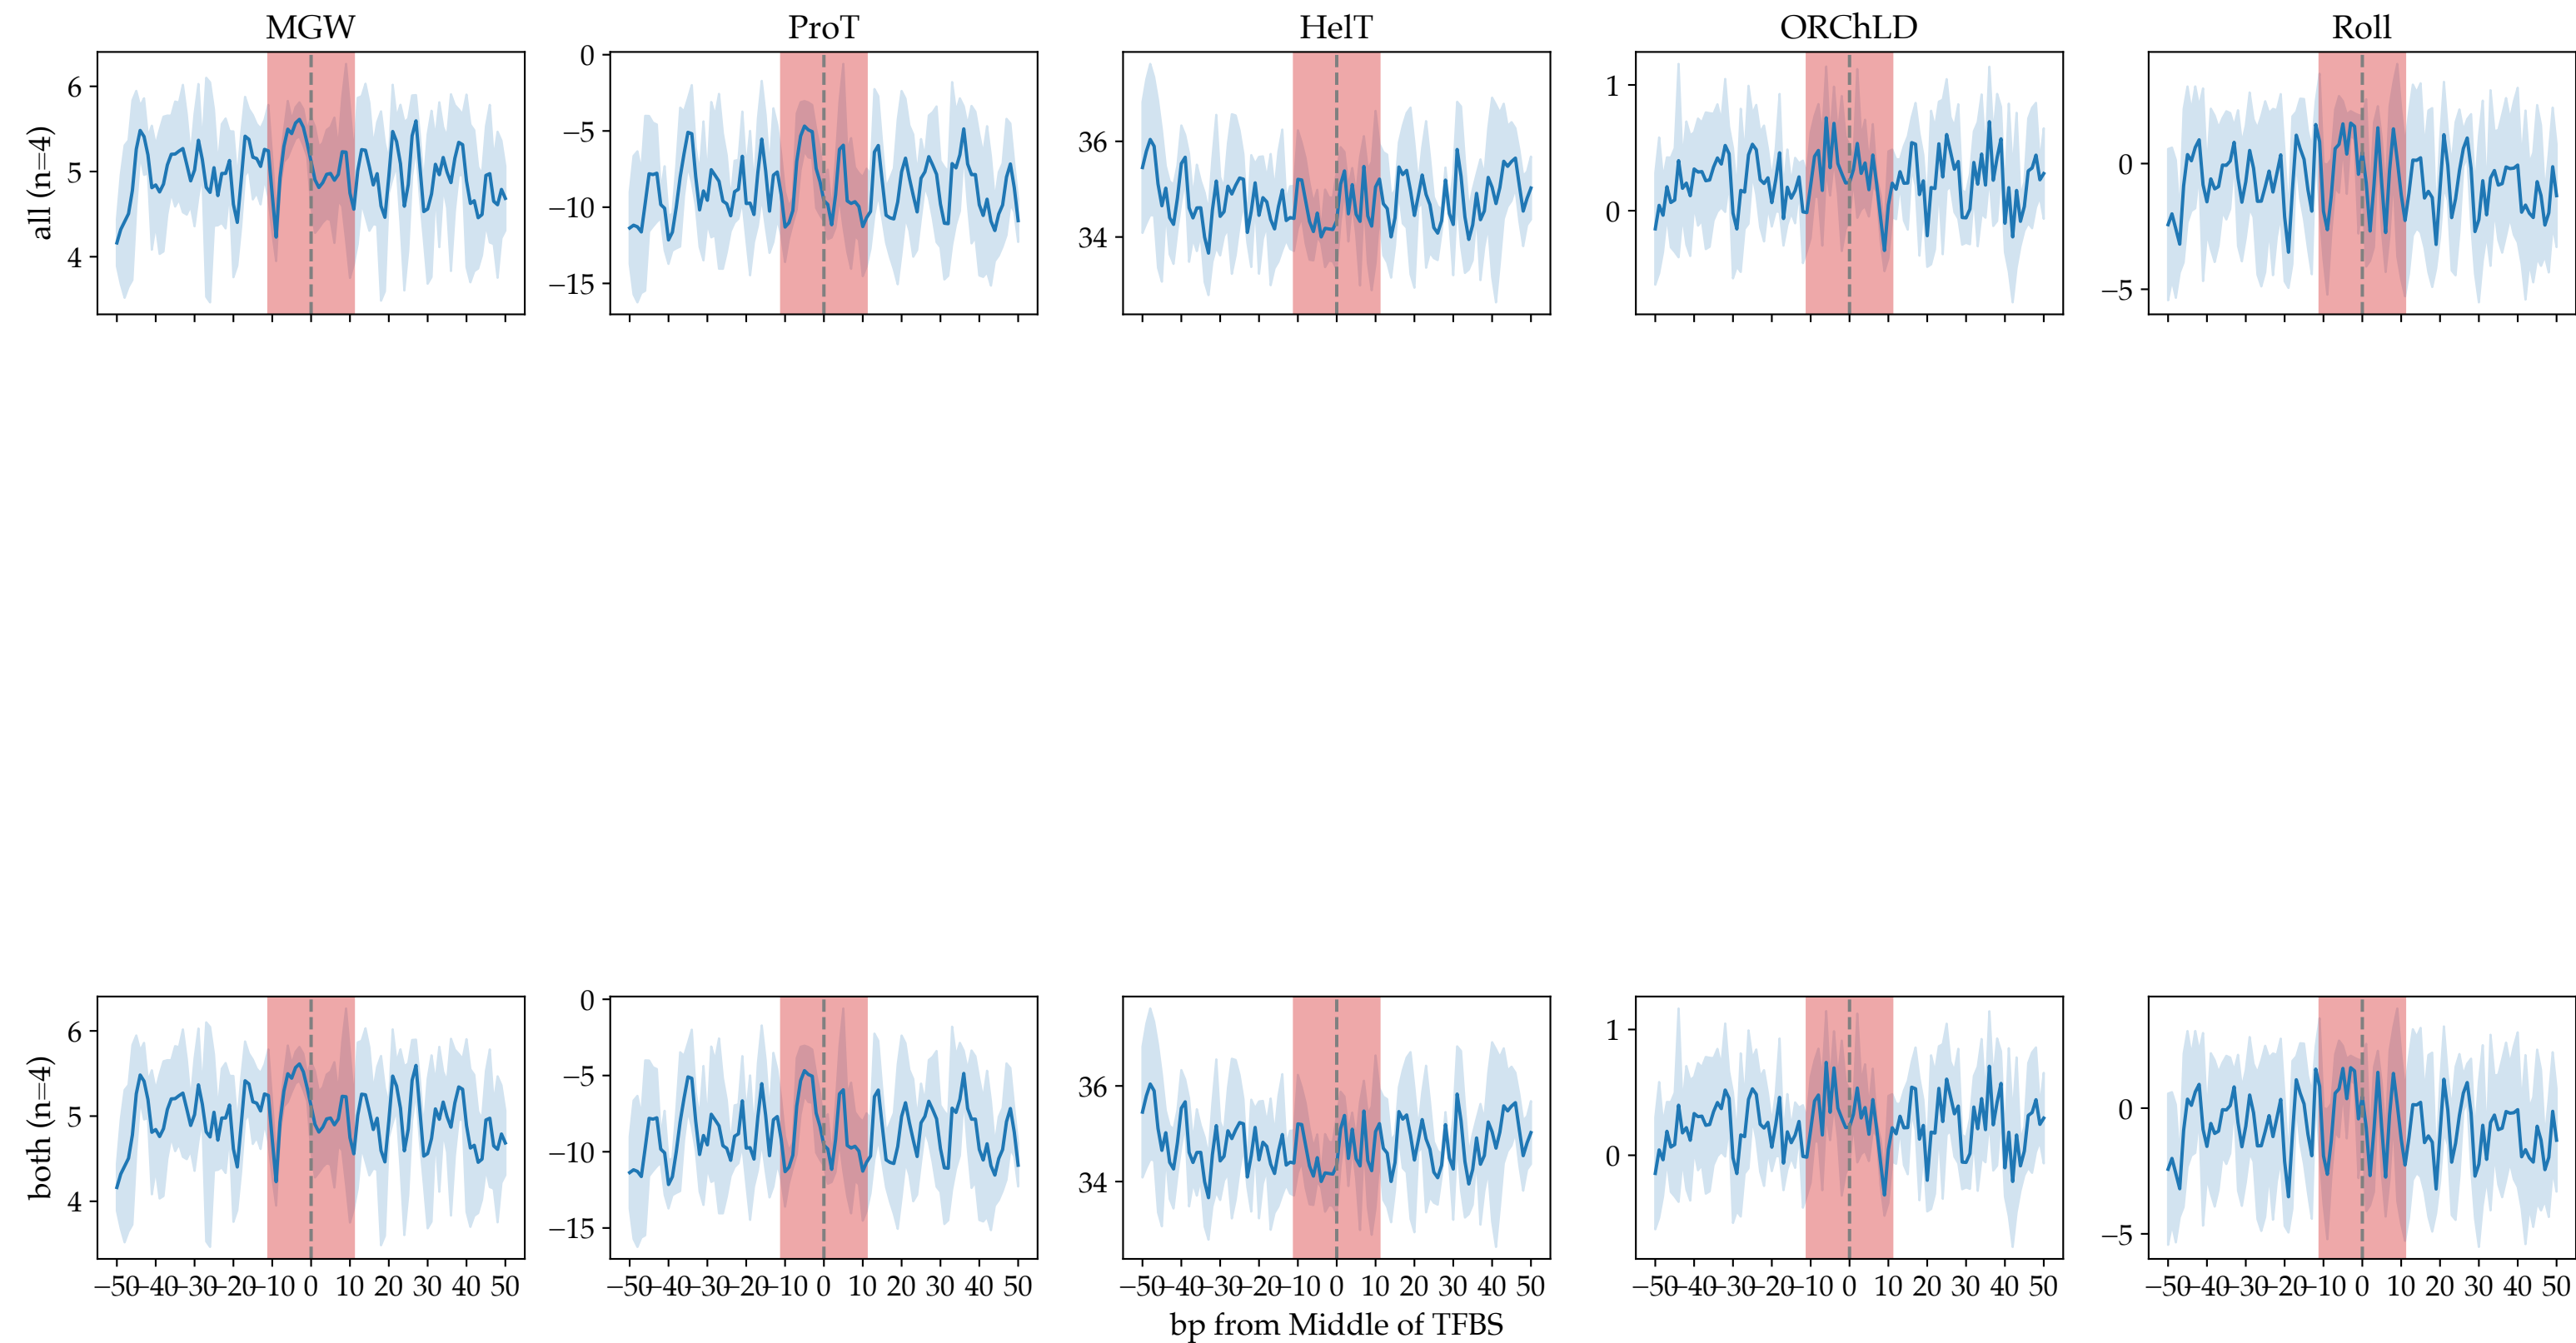 MGW ProT HelT ORChLD Roll
all (n=4)
6 5 4
0 −5 −10 −15
36 34
1 0
0 −5
both (n=4)
6 5 4
0 −5 −10 −15
36 34
1 0
0 −5
−50 −40 −30 −20 −10 0 10 20 30 40 50
−50 −40 −30 −20 −10 0 10 20 30 40 50
−50 −40 −30 −20 −10 0 10 20 30 40 50
−50 −40 −30 −20 −10 0 10 20 30 40 50
−50 −40 −30 −20 −10 0 10 20 30 40 50
bp from Middle of TFBS